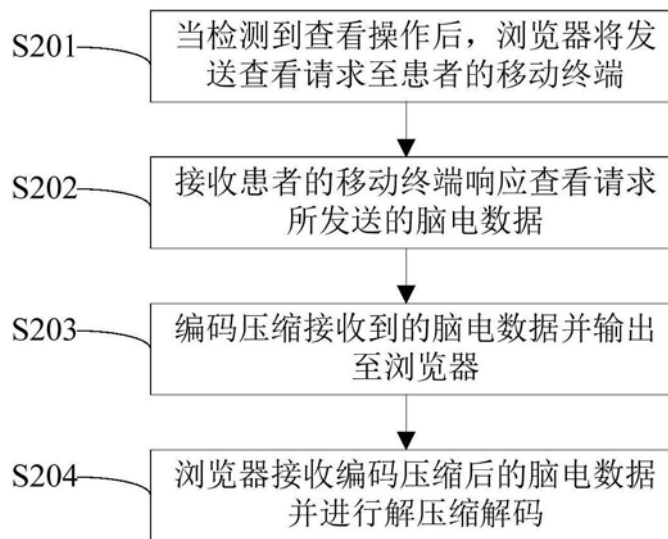 S201
当检测到查看操作后，浏览器将发
送查看请求至患者的移动终端
S202
接收患者的移动终端响应查看请求
所发送的脑电数据
S203
编码压缩接收到的脑电数据并输出
至浏览器
S204
浏览器接收编码压缩后的脑电数据
并进行解压缩解码